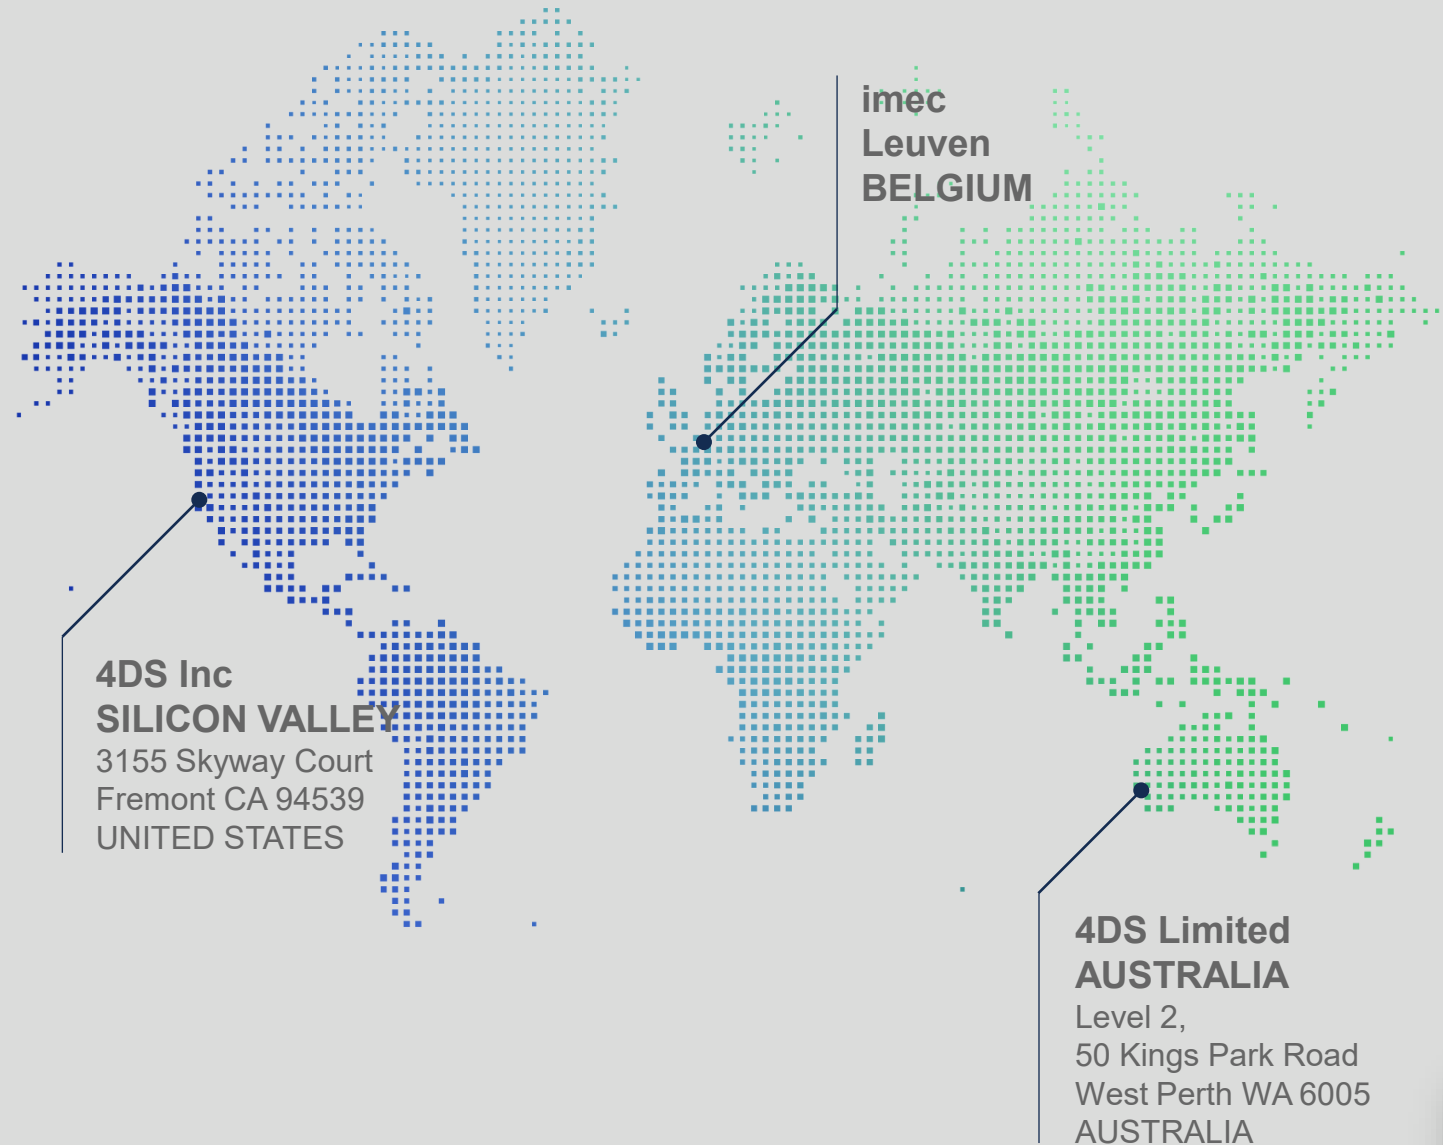 imec
Leuven
BELGIUM
4DS Inc
SILICON VALLEY
3155 Skyway Court
Fremont CA 94539
UNITED STATES
4DS Limited
AUSTRALIA
Level 2,
50 Kings Park Road
West Perth WA 6005
AUSTRALIA